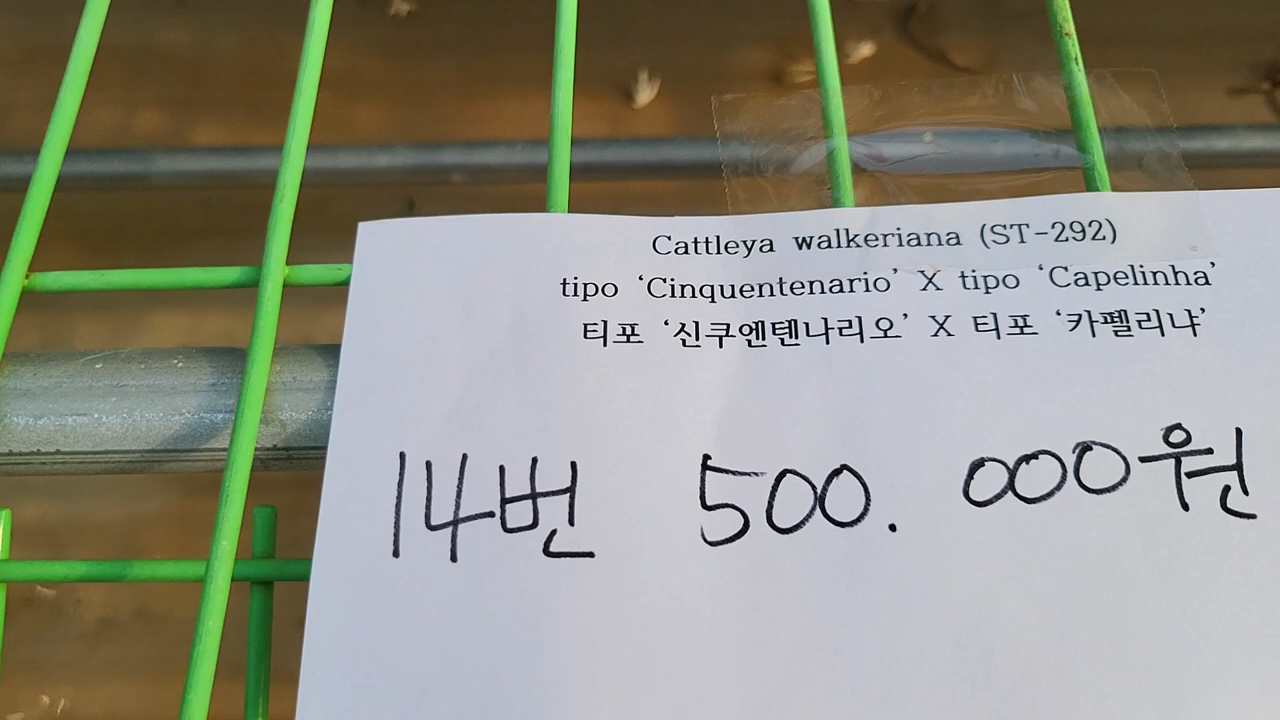 Cattleya walkeriana (ST-292)
tipo ‘Cinquentenario’ X tipo ‘Capelinha’
티포 ‘신쿠엔텐나리오’ X 티포 ‘카펠리냐’
14번 500. 000원